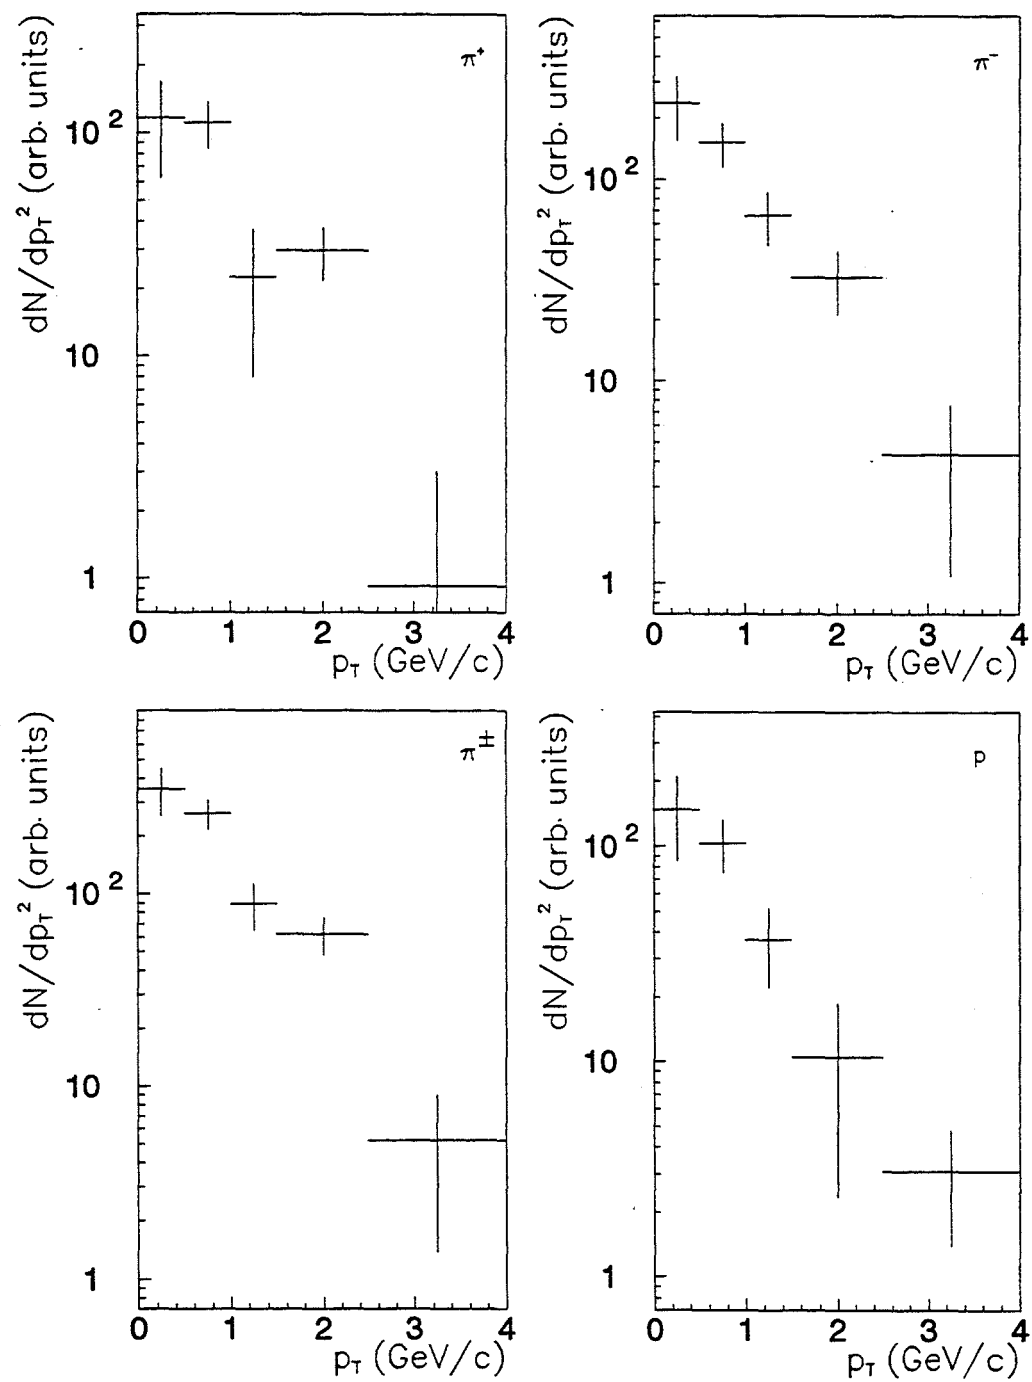 π⁺
dN/dp_T² (arb. units)
10²
10
1
0 1 2 3 4
p_T (GeV/c)
π⁻
dN/dp_T² (arb. units)
10²
10
1
0 1 2 3 4
p_T (GeV/c)
π±
dN/dp_T² (arb. units)
10²
10
1
0 1 2 3 4
p_T (GeV/c)
p
dN/dp_T² (arb. units)
10²
10
1
0 1 2 3 4
p_T (GeV/c)